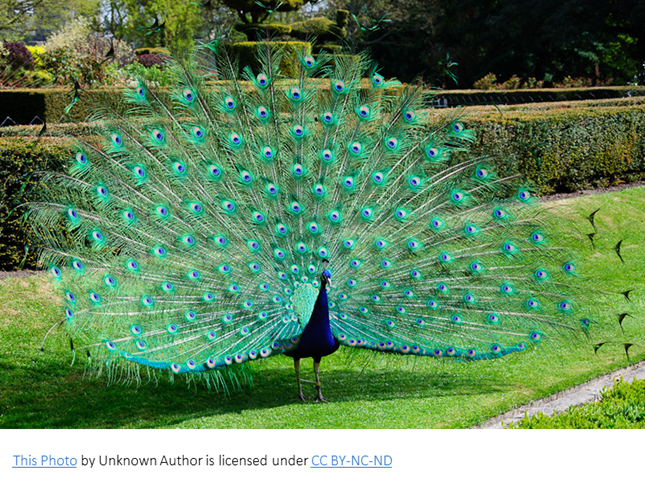 This Photo by Unknown Author is licensed under CC BY-NC-ND